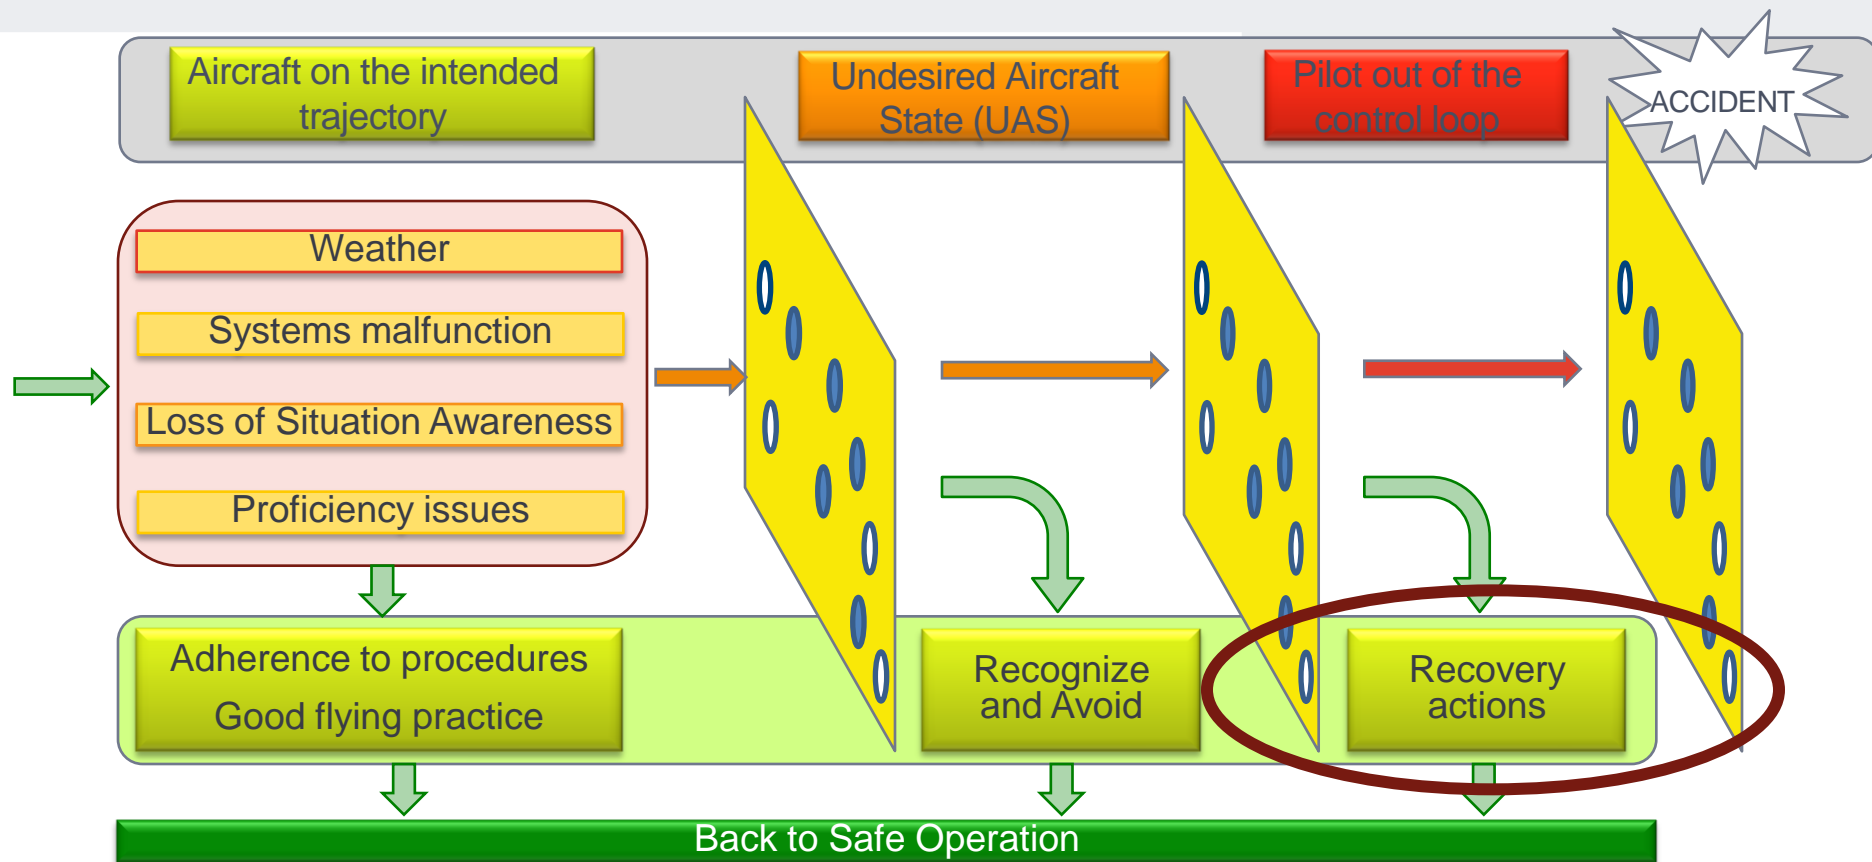 Aircraft on the intended
trajectory
Undesired Aircraft
State (UAS)
Pilot out of the
control loop
ACCIDENT
Weather
Systems malfunction
Loss of Situation Awareness
Proficiency issues
Adherence to procedures
Good flying practice
Recognize
and Avoid
Recovery
actions
Back to Safe Operation